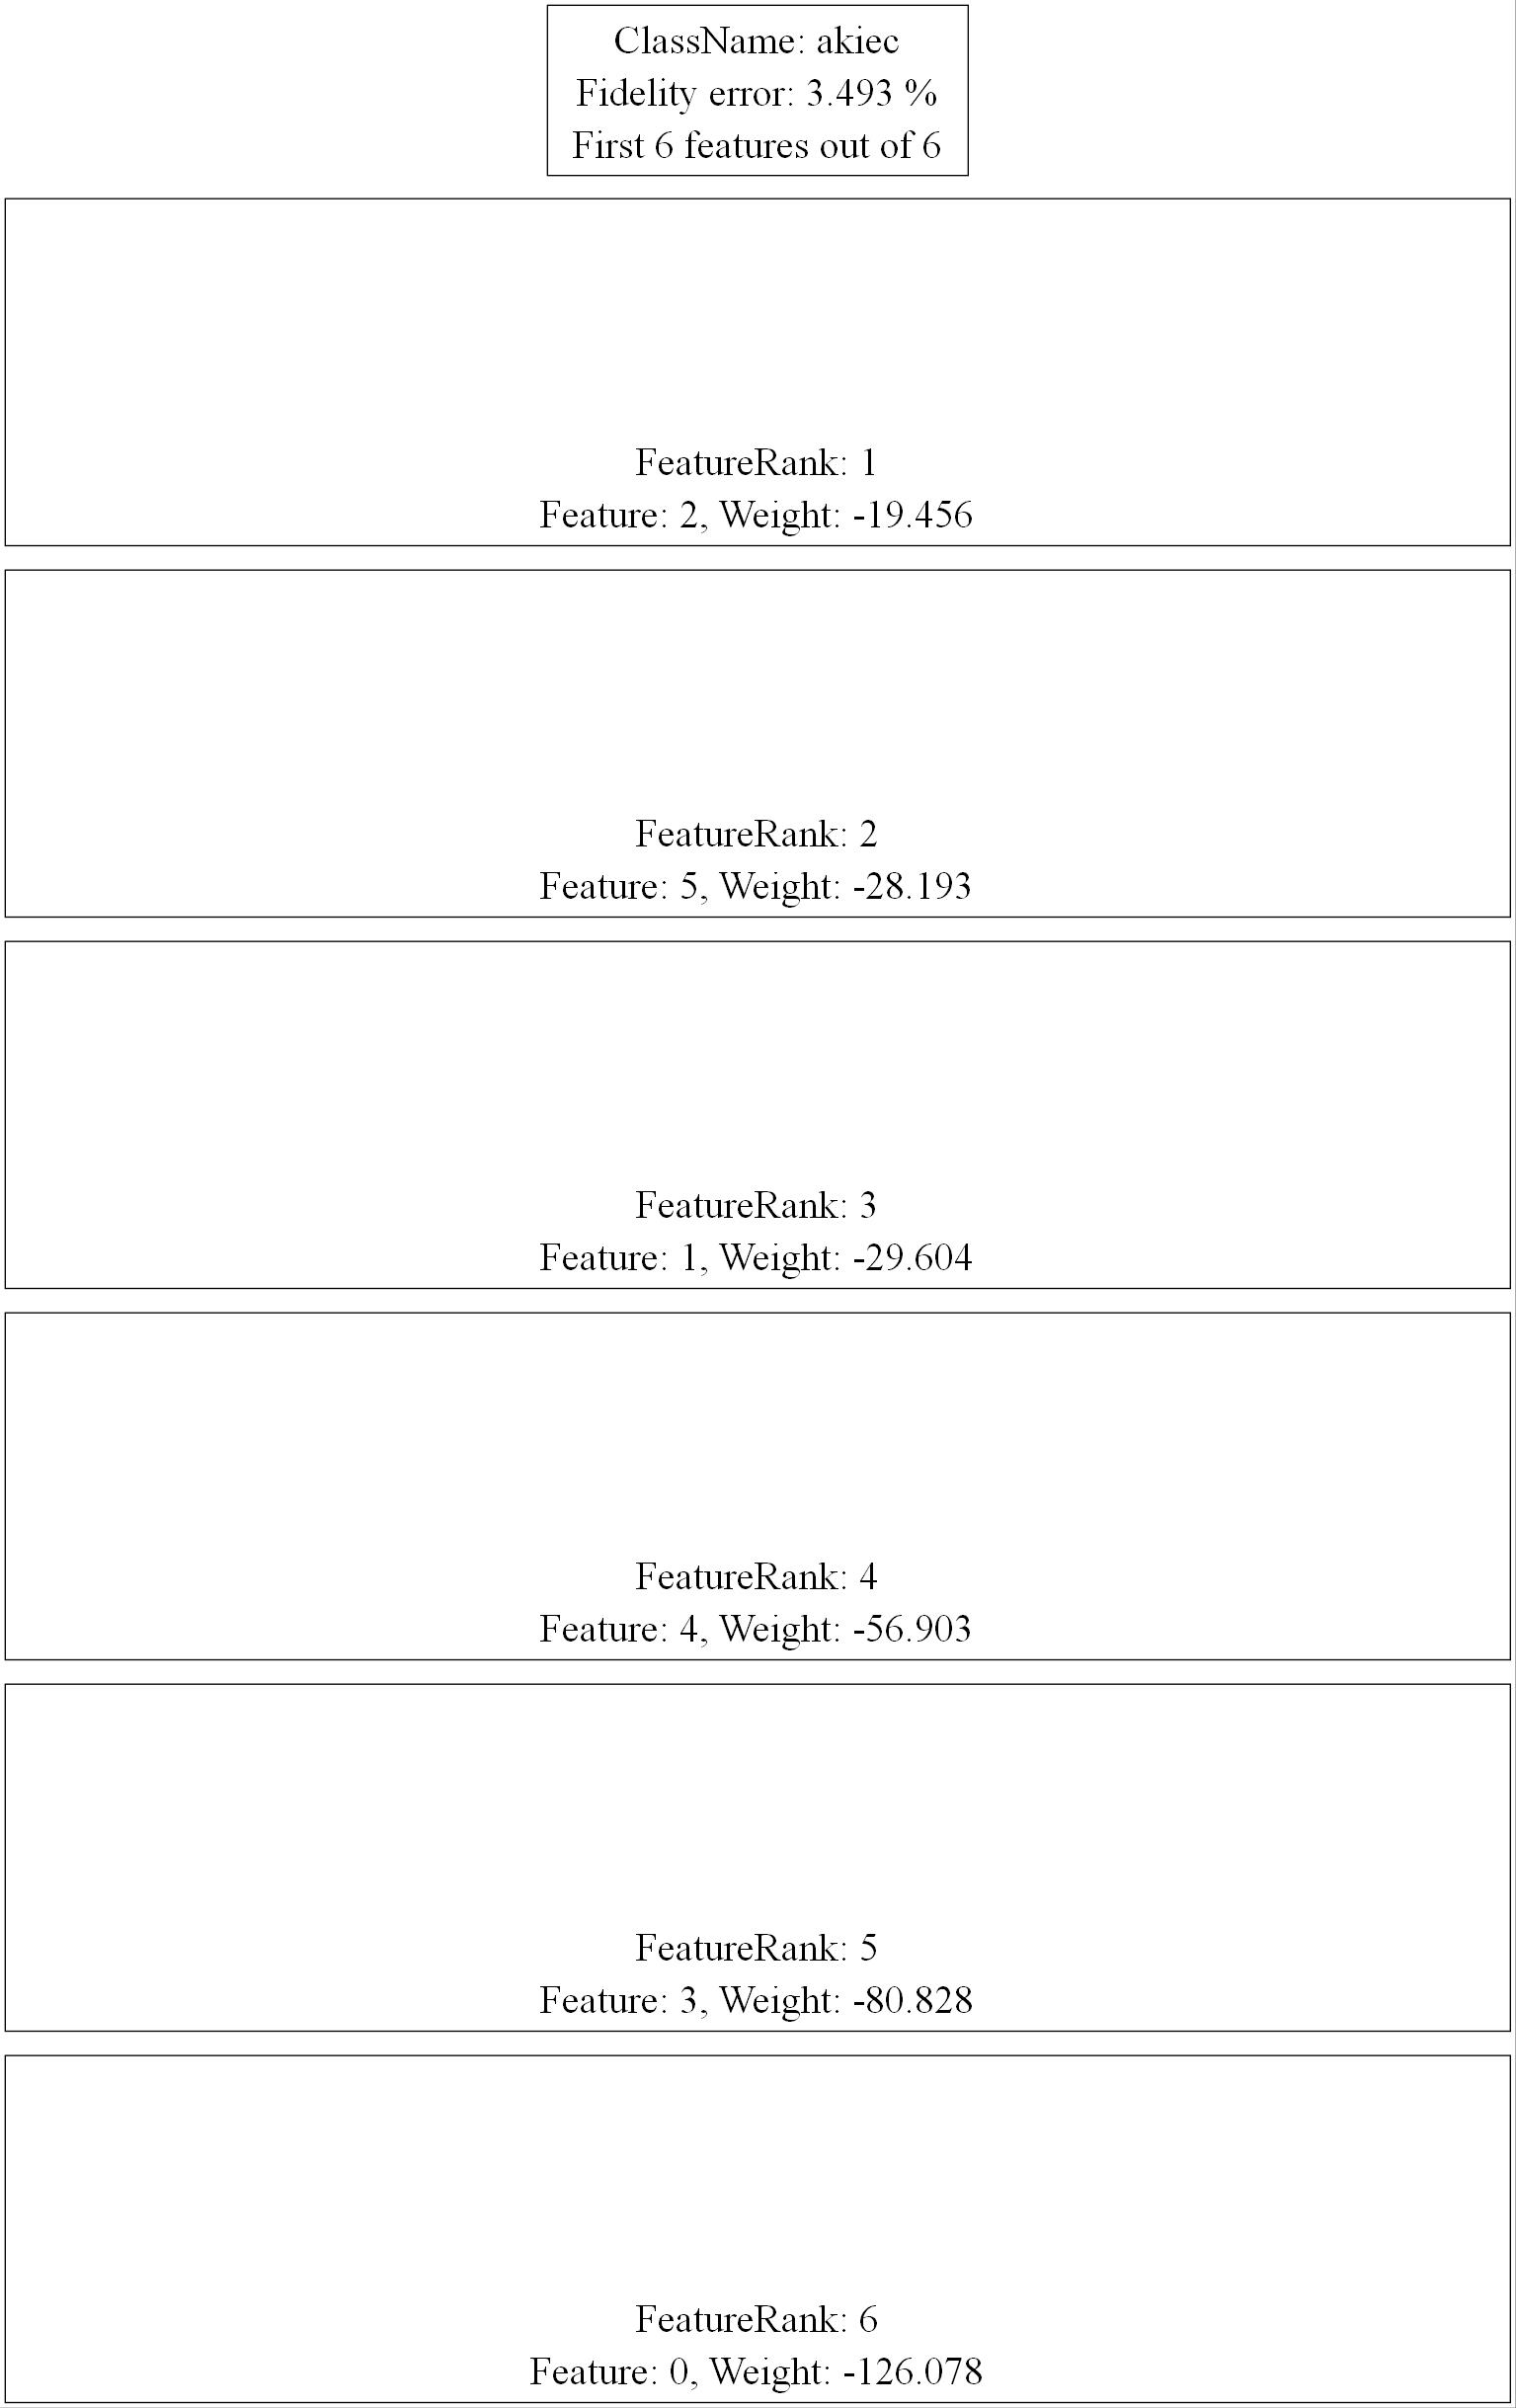 ClassName: akiec
Fidelity error: 3.493 %
First 6 features out of 6
FeatureRank: 1
Feature: 2, Weight: -19.456
FeatureRank: 2
Feature: 5, Weight: -28.193
FeatureRank: 3
Feature: 1, Weight: -29.604
FeatureRank: 4
Feature: 4, Weight: -56.903
FeatureRank: 5
Feature: 3, Weight: -80.828
FeatureRank: 6
Feature: 0, Weight: -126.078